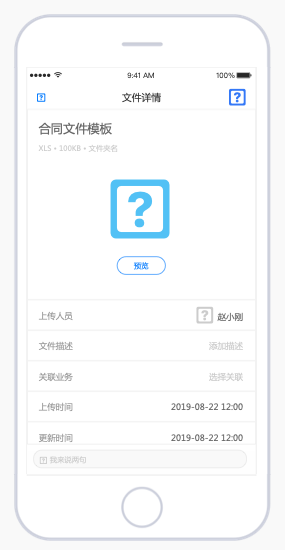 9:41 AM 100%
文件详情
合同文件模板
XLS • 100KB • 文件夹名
预览
上传人员 赵小刚
文件描述 添加描述
关联业务 选择关联
上传时间 2019-08-22 12:00
更新时间 2019-08-22 12:00
我来说两句